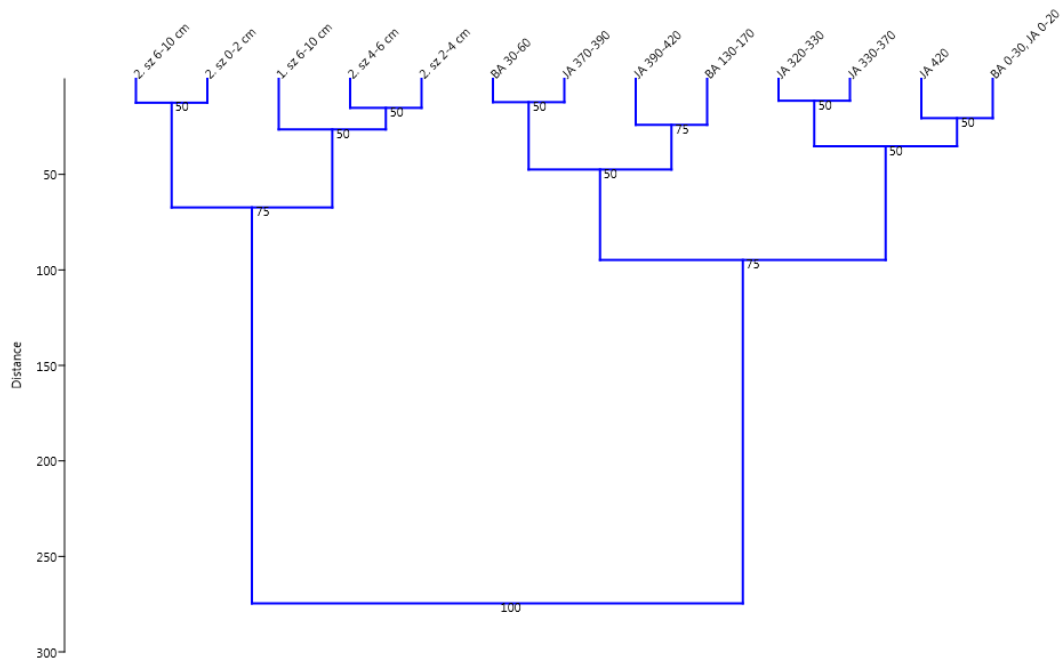 2. sz 6-10 cm
2. sz 0-2 cm
1. sz 6-10 cm
2. sz 4-6 cm
2. sz 2-4 cm
BA 30-60
JA 370-390
JA 390-420
BA 130-170
JA 320-330
JA 330-370
JA 420
BA 0-30, JA 0-20
50
50
50
50
75
50
50
50
50
75
75
100
Distance
50
100
150
200
250
300